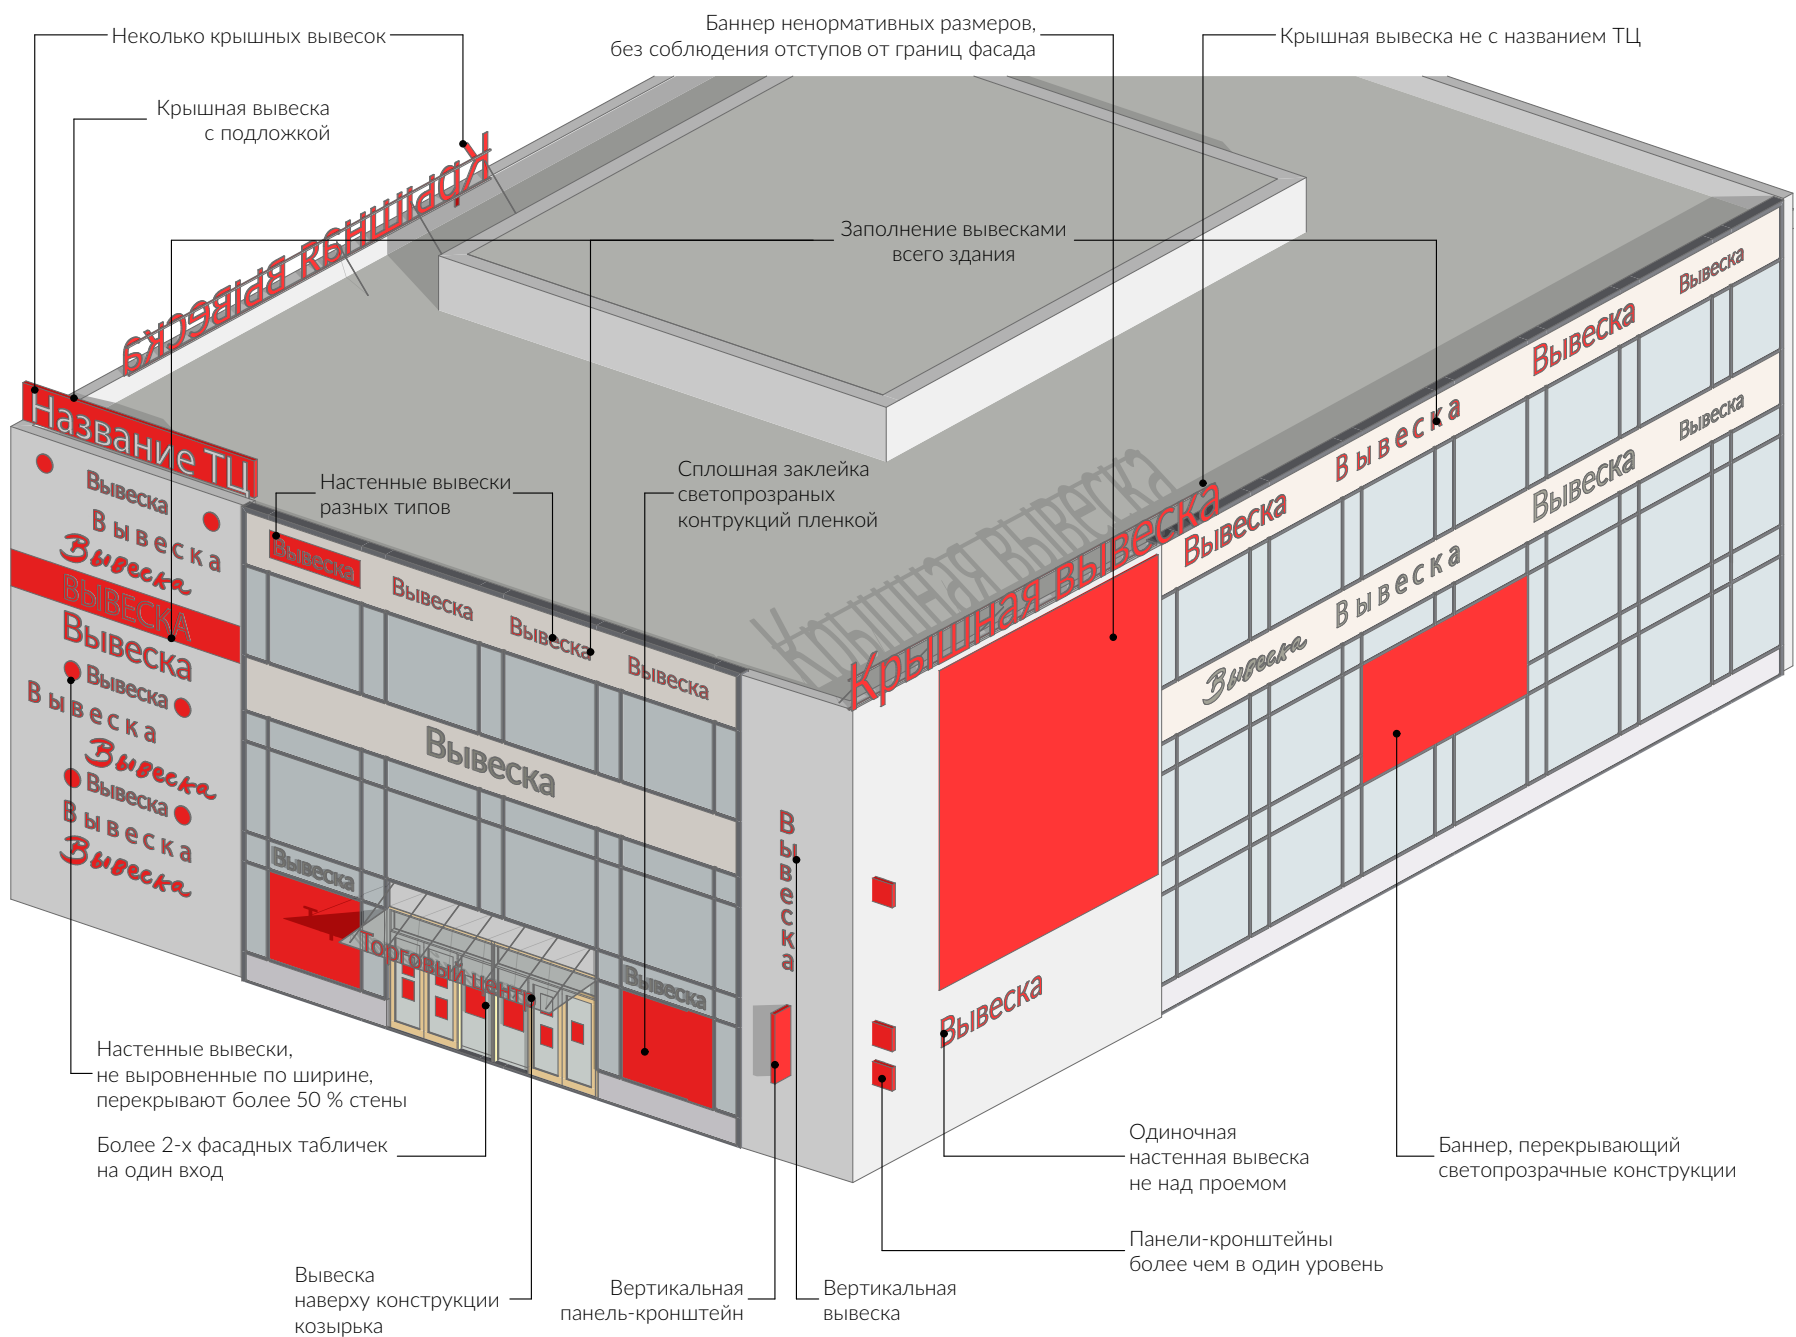 Неколько крышных вывесок
Баннер ненормативных размеров,
без соблюдения отступов от границ фасада
Крышная вывеска не с названием ТЦ
Крышная вывеска
с подложкой
Крышная вывеска
Заполнение вывесками
всего здания
Вывеска
Вывеска
Вывеска
Вывеска
Вывеска
Вывеска
Вывеска
Вывеска
Вывеска
Название ТЦ
Настенные вывески
разных типов
Сплошная заклейка
светопрозраных
контрукций пленкой
Крышная вывеска
Крышная вывеска
Вывеска
Вывеска
Вывеска
ВЫВЕСКА
Вывеска
Вывеска
Вывеска
Вывеска
Вывеска
Вывеска
Вывеска
Вывеска
Вывеска
Вывеска
Вывеска
Вывеска
Вывеска
Вывеска
Торговый центр
Вывеска
Вывеска
Вывеска
Настенные вывески,
не выровненные по ширине,
перекрывают более 50 % стены
Более 2-х фасадных табличек
на один вход
Одиночная
настенная вывеска
не над проемом
Баннер, перекрывающий
светопрозрачные конструкции
Панели-кронштейны
более чем в один уровень
Вывеска
наверху конструкции
козырька
Вертикальная
панель-кронштейн
Вертикальная
вывеска